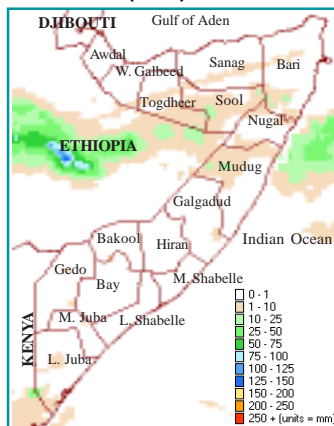 DJIBOUTI
Gulf of Aden
Awdal
W. Galbeed
Sanag
Bari
Togdheer
Sool
Nugal
ETHIOPIA
Mudug
Galgadud
Bakool
Hiran
Indian Ocean
Gedo
Bay
M. Shabelle
M. Juba
L. Shabelle
KENYA
L. Juba
0 - 1
1 - 10
10 - 25
25 - 50
50 - 75
75 - 100
100 - 125
125 - 150
150 - 200
200 - 250
250 + (units = mm)